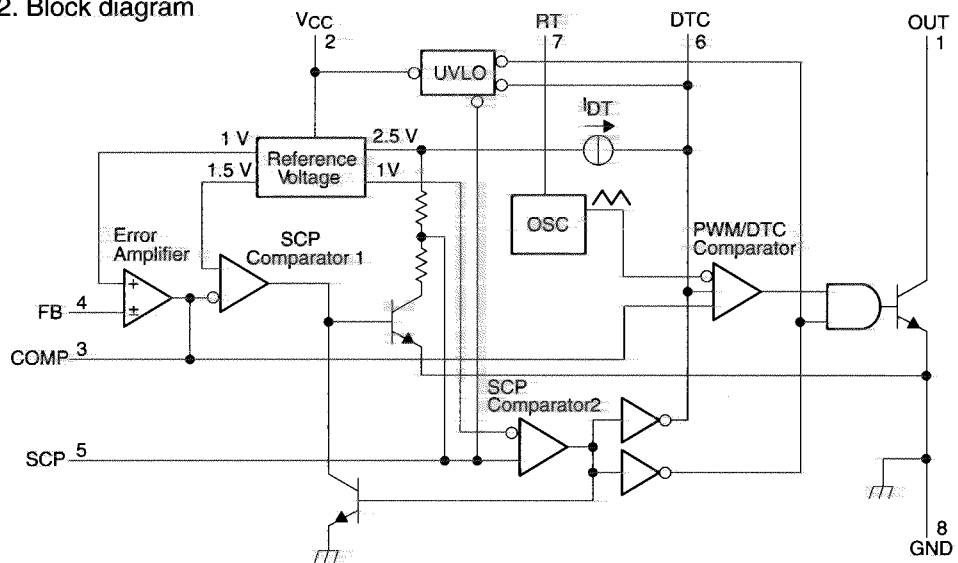 2. Block diagram
VCC
2
RT
7
DTC
6
OUT
1
UVLO
IDT
1 V
2.5 V
Reference
Voltage
1.5 V
1V
OSC
PWM/DTC
Comparator
Error
Amplifier
SCP
Comparator 1
+
±
FB 4
COMP 3
SCP
Comparator2
SCP 5
8
GND